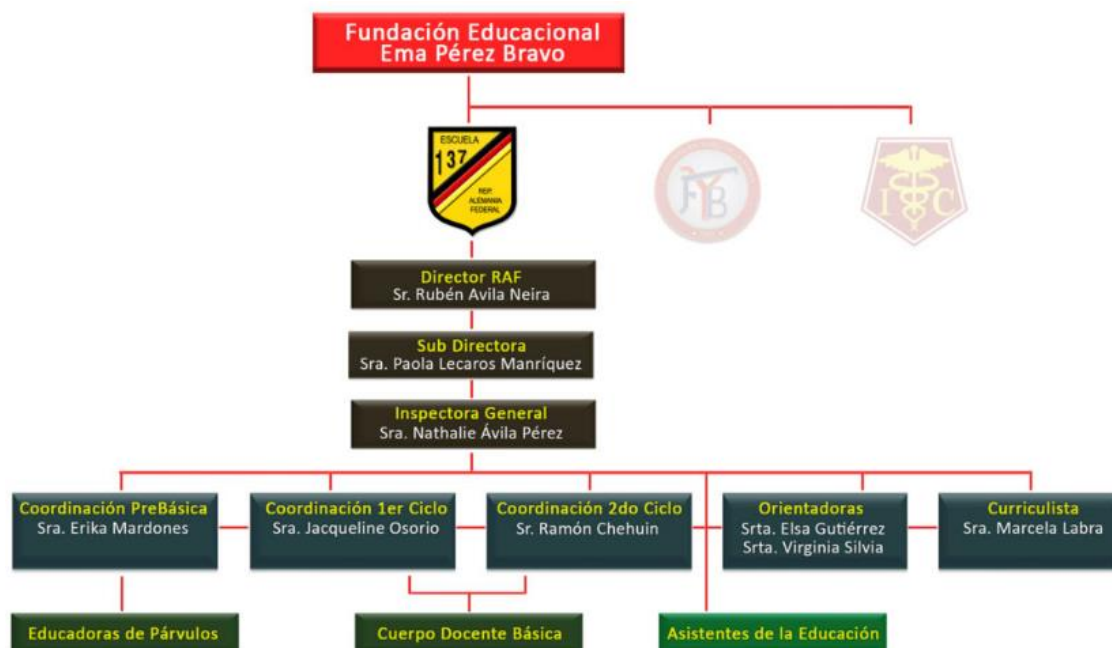 Fundación Educacional
Ema Pérez Bravo
ESCUELA
137
REP.
ALEMANIA
FEDERAL
JFYB
I C
Director RAF
Sr. Rubén Avila Neira
Sub Directora
Sra. Paola Lecaros Manríquez
Inspectora General
Sra. Nathalie Ávila Pérez
Coordinación PreBásica
Sra. Erika Mardones
Coordinación 1er Ciclo
Sra. Jacqueline Osorio
Coordinación 2do Ciclo
Sr. Ramón Chehuin
Orientadoras
Srta. Elsa Gutiérrez
Srta. Virginia Silvia
Curriculista
Sra. Marcela Labra
Educadoras de Párvulos
Cuerpo Docente Básica
Asistentes de la Educación